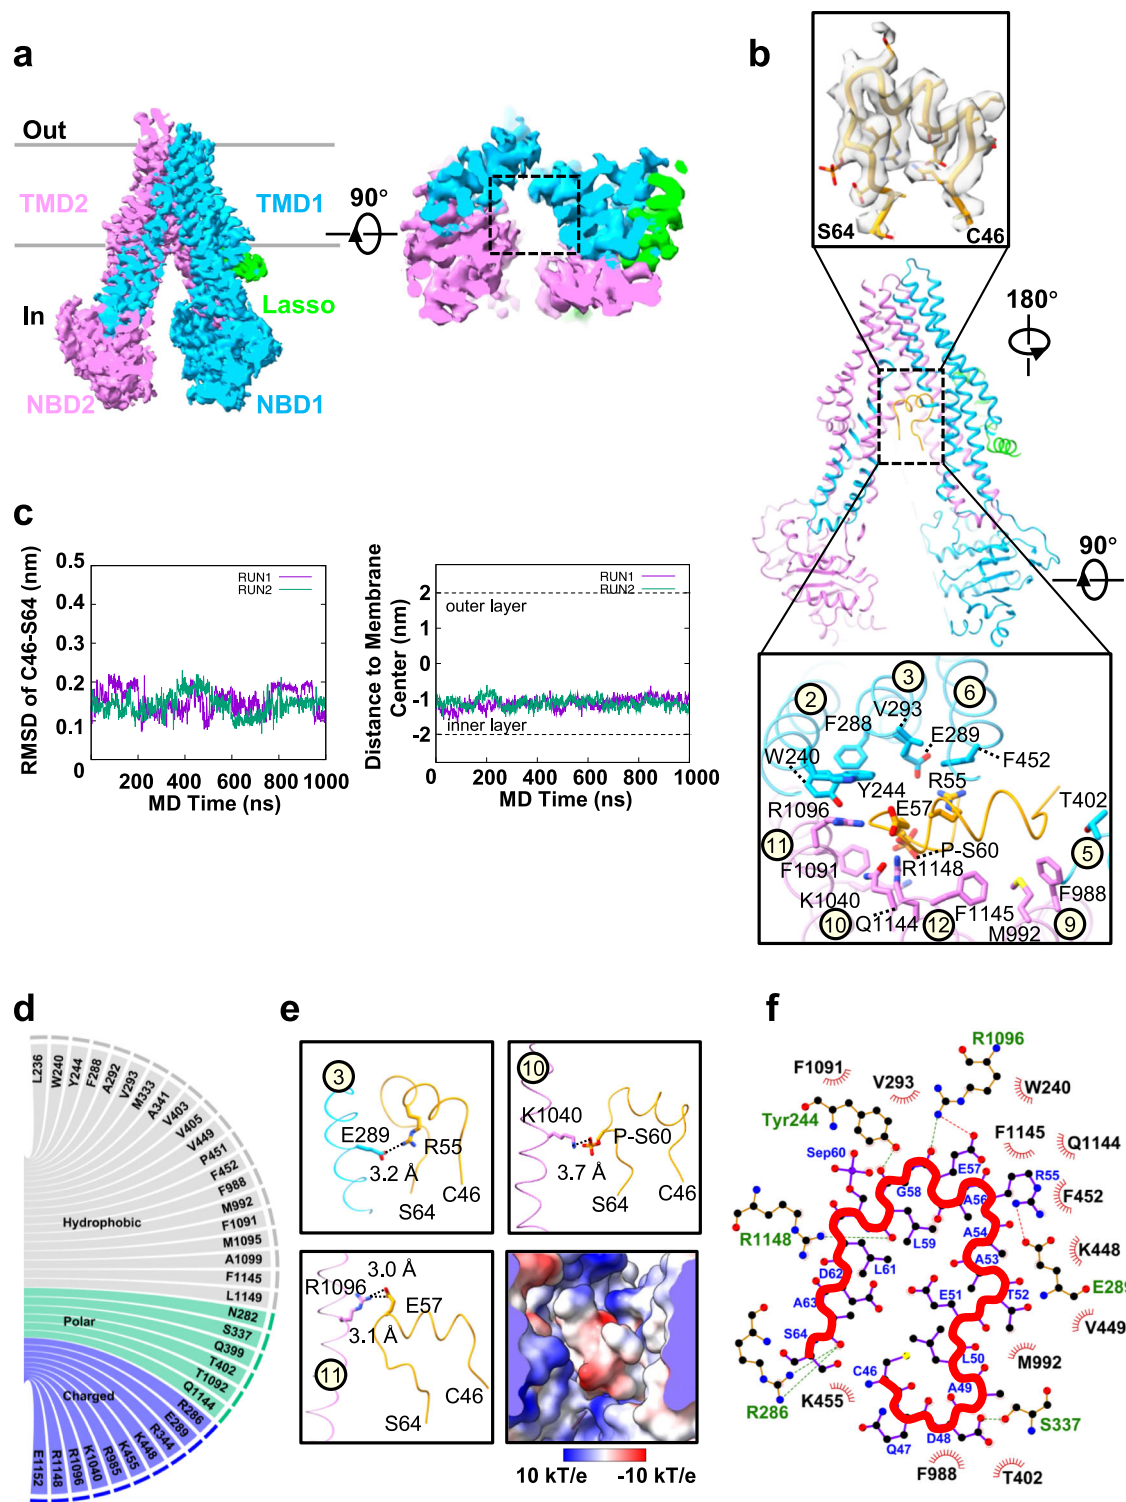 a
Out
TMD2
TMD1
In
Lasso
NBD2
NBD1
90°
b
S64
C46
180°
90°
2
3
6
V293
F288
E289
W240
F452
Y244
R55
E57
T402
R1096
P-S60
11
R1148
5
F1091
F988
K1040
F1145
10
Q1144
12
M992
9
c
RMSD of C46-S64 (nm)
0.5
0.4
0.3
0.2
0.1
0
RUN1
RUN2
0
200 400 600 800 1000
MD Time (ns)
Distance to Membrane
Center (nm)
2
1
0
-1
-2
RUN1
RUN2
outer layer
inner layer
0 200 400 600 800 1000
MD Time (ns)
d
L236
W240
Y244
F288
A292
V293
M333
A341
V403
V405
V449
P451
F452
F988
M992
F1091
M1095
A1099
F1145
L1149
N282
S337
Q399
T402
T1092
Q1144
R286
E289
R344
K448
K455
R985
K1040
R1096
R1148
E1152
Hydrophobic
Polar
Charged
e
3
E289
R55
3.2 Å
C46
S64
10
K1040
P-S60
3.7 Å
S64
C46
3.0 Å
R1096
E57
3.1 Å
11
C46
S64
10 kT/e
-10 kT/e
f
R1096
F1091
V293
W240
Tyr244
F1145
Q1144
Sep60
E57
R55
G58
A56
F452
R1148
L59
A54
K448
L61
A53
D62
E289
E51
T52
A63
V449
S64
L50
M992
C46
A49
K455
R286
S337
D48
Q47
F988
T402